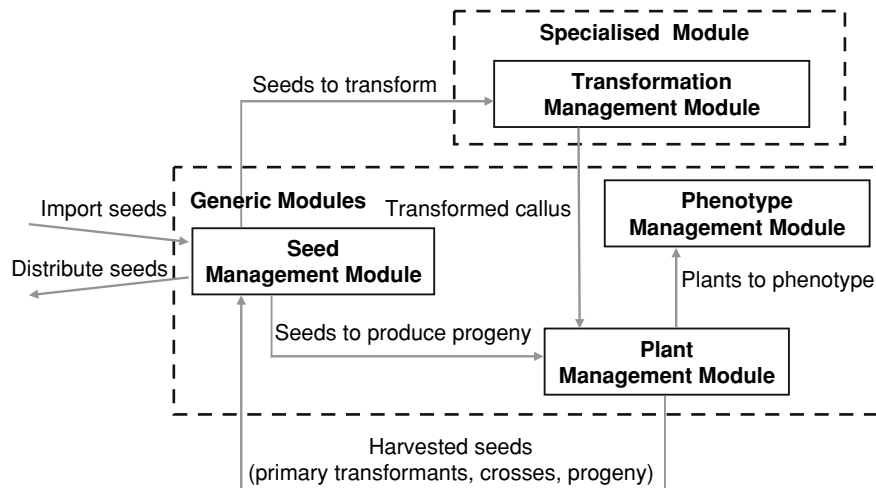 Specialised Module
Transformation
Management Module
Seeds to transform
Generic Modules
Import seeds
Transformed callus
Phenotype
Management Module
Seed
Management Module
Distribute seeds
Plants to phenotype
Seeds to produce progeny
Plant
Management Module
Harvested seeds
(primary transformants, crosses, progeny)